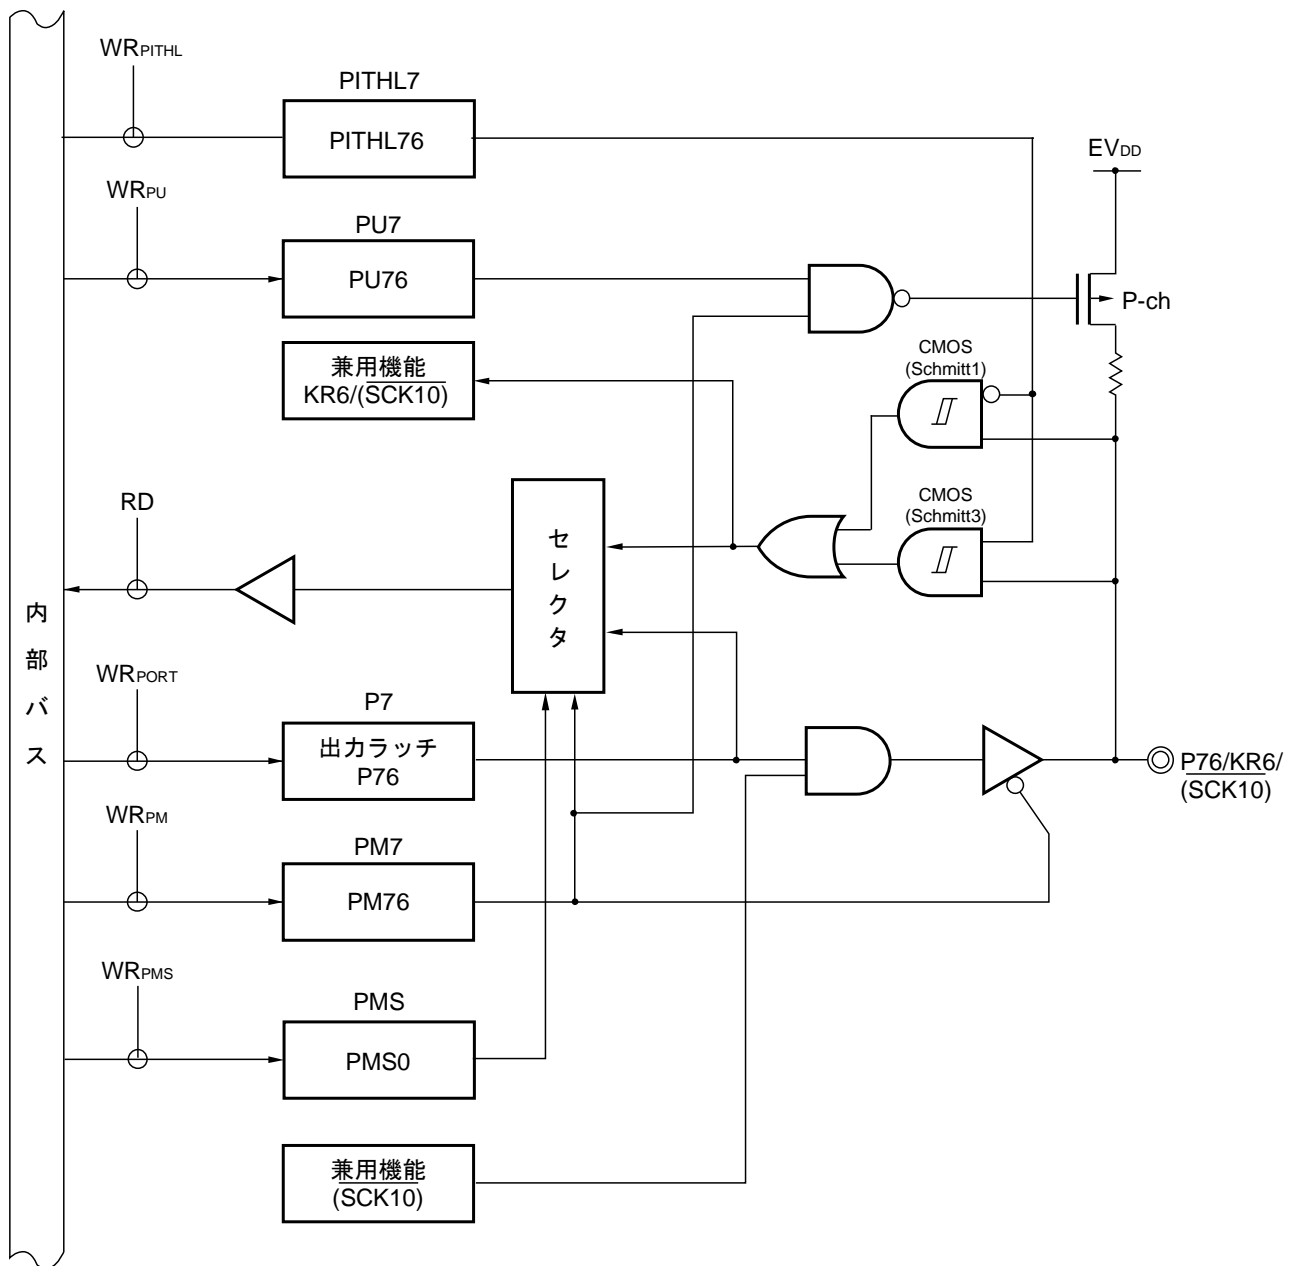 WRPITHL
PITHL7
PITHL76
WRPU
PU7
PU76
EVDD
P-ch
兼用機能
KR6/(SCK10)
CMOS
(Schmitt1)
CMOS
(Schmitt3)
RD
セレクタ
内部バス
WRPORT
P7
出力ラッチ
P76
P76/KR6/
(SCK10)
WRPM
PM7
PM76
WRPMS
PMS
PMS0
兼用機能
(SCK10)